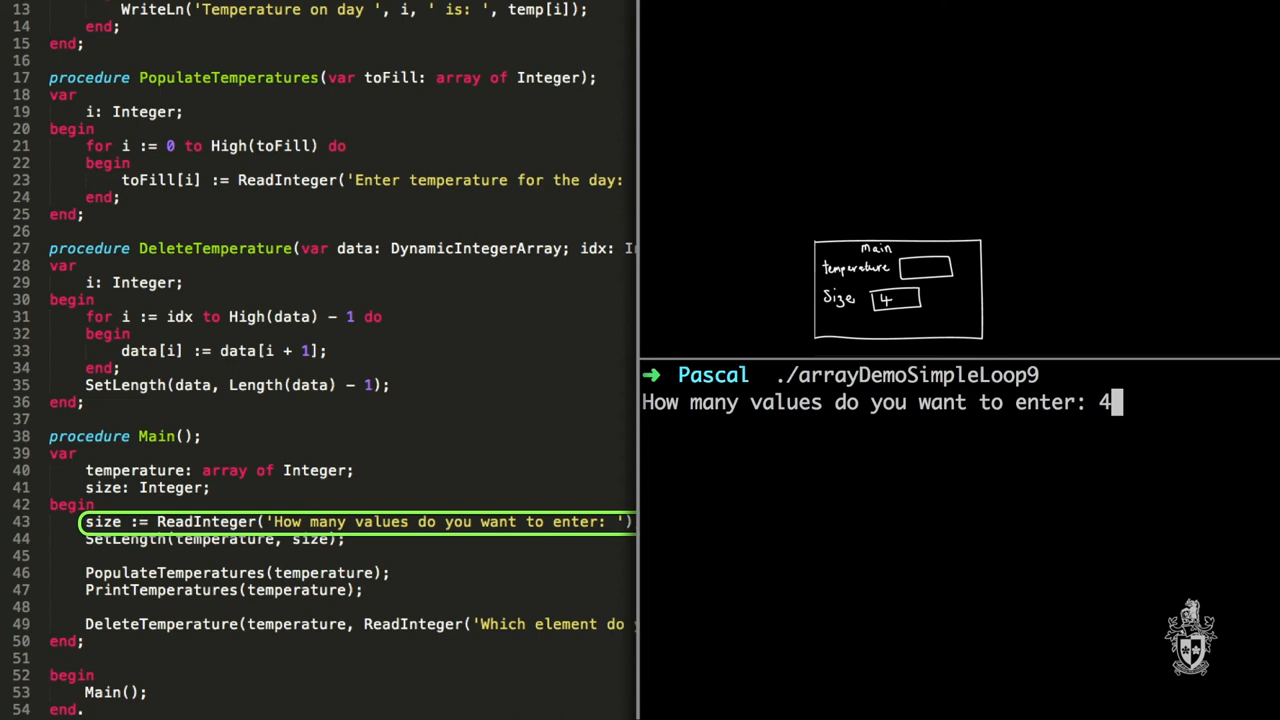 13 WriteLn('Temperature on day ', i, ' is: ', temp[i]);
14 end;
15 end;
16
17 procedure PopulateTemperatures(var toFill: array of Integer);
18 var
19 i: Integer;
20 begin
21 for i := 0 to High(toFill) do
22 begin
23 toFill[i] := ReadInteger('Enter temperature for the day:
24 end;
25 end;
26
27 procedure DeleteTemperature(var data: DynamicIntegerArray; idx: In
28 var
29 i: Integer;
30 begin
31 for i := idx to High(data) - 1 do
32 begin
33 data[i] := data[i + 1];
34 end;
35 SetLength(data, Length(data) - 1);
36 end;
37
38 procedure Main();
39 var
40 temperature: array of Integer;
41 size: Integer;
42 begin
43 size := ReadInteger('How many values do you want to enter: ')
44 SetLength(temperature, size);
45
46 PopulateTemperatures(temperature);
47 PrintTemperatures(temperature);
48
49 DeleteTemperature(temperature, ReadInteger('Which element do
50 end;
51
52 begin
53 Main();
54 end.
main
temperature
Size 4
➜ Pascal ./arrayDemoSimpleLoop9
How many values do you want to enter: 4